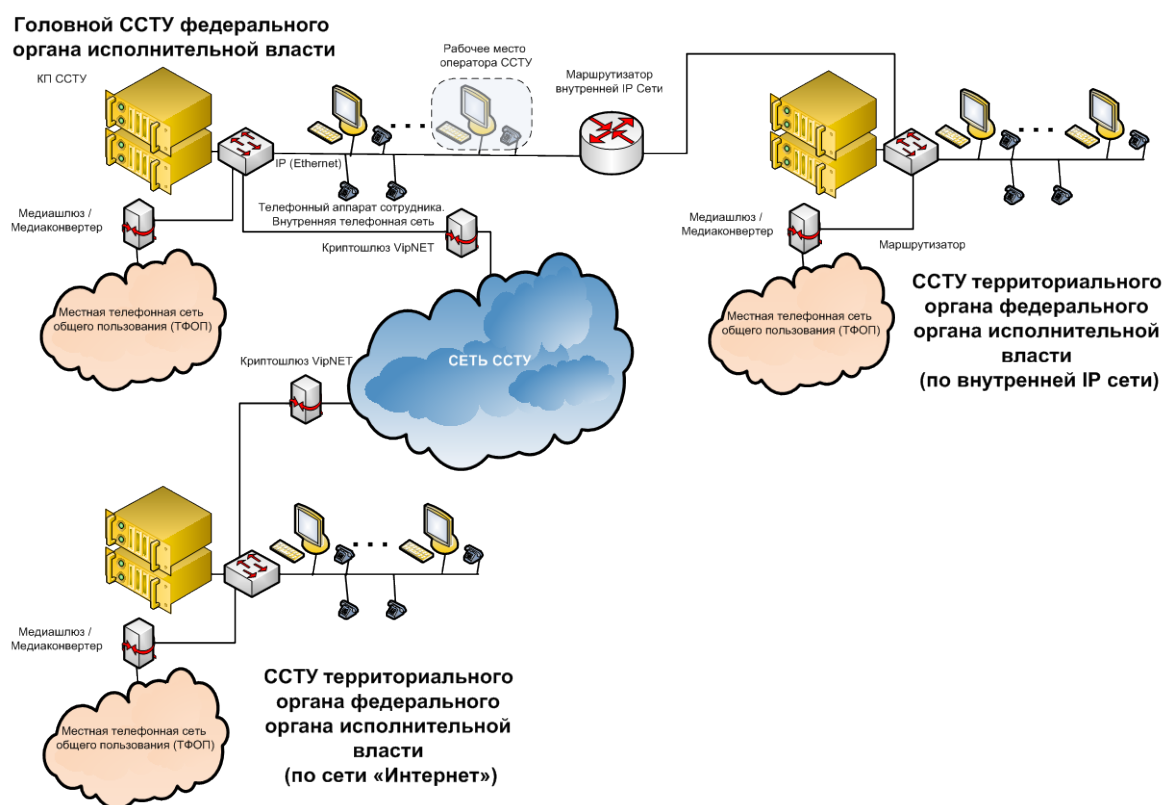 Головной ССТУ федерального
органа исполнительной власти
КП ССТУ
Рабочее место
оператора ССТУ
Маршрутизатор
внутренней IP Сети
IP (Ethernet)
Телефонный аппарат сотрудника.
Внутренняя телефонная сеть
Медиашлюз /
Медиаконвертер
Криптошлюз VipNET
Местная телефонная сеть
общего пользования (ТФОП)
Медиашлюз /
Медиаконвертер
Маршрутизатор
Местная телефонная сеть
общего пользования (ТФОП)
ССТУ территориального
органа федерального
органа исполнительной
власти
(по внутренней IP сети)
Криптошлюз VipNET
СЕТЬ ССТУ
Медиашлюз /
Медиаконвертер
Местная телефонная сеть
общего пользования (ТФОП)
ССТУ территориального
органа федерального
органа исполнительной
власти
(по сети «Интернет»)